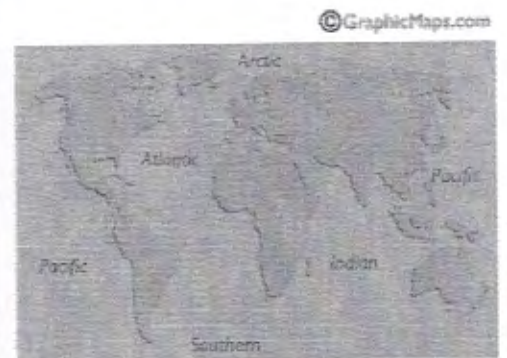 ©GraphicMaps.com
Arctic
Atlantic
Pacific
Pacific
Indian
Southern